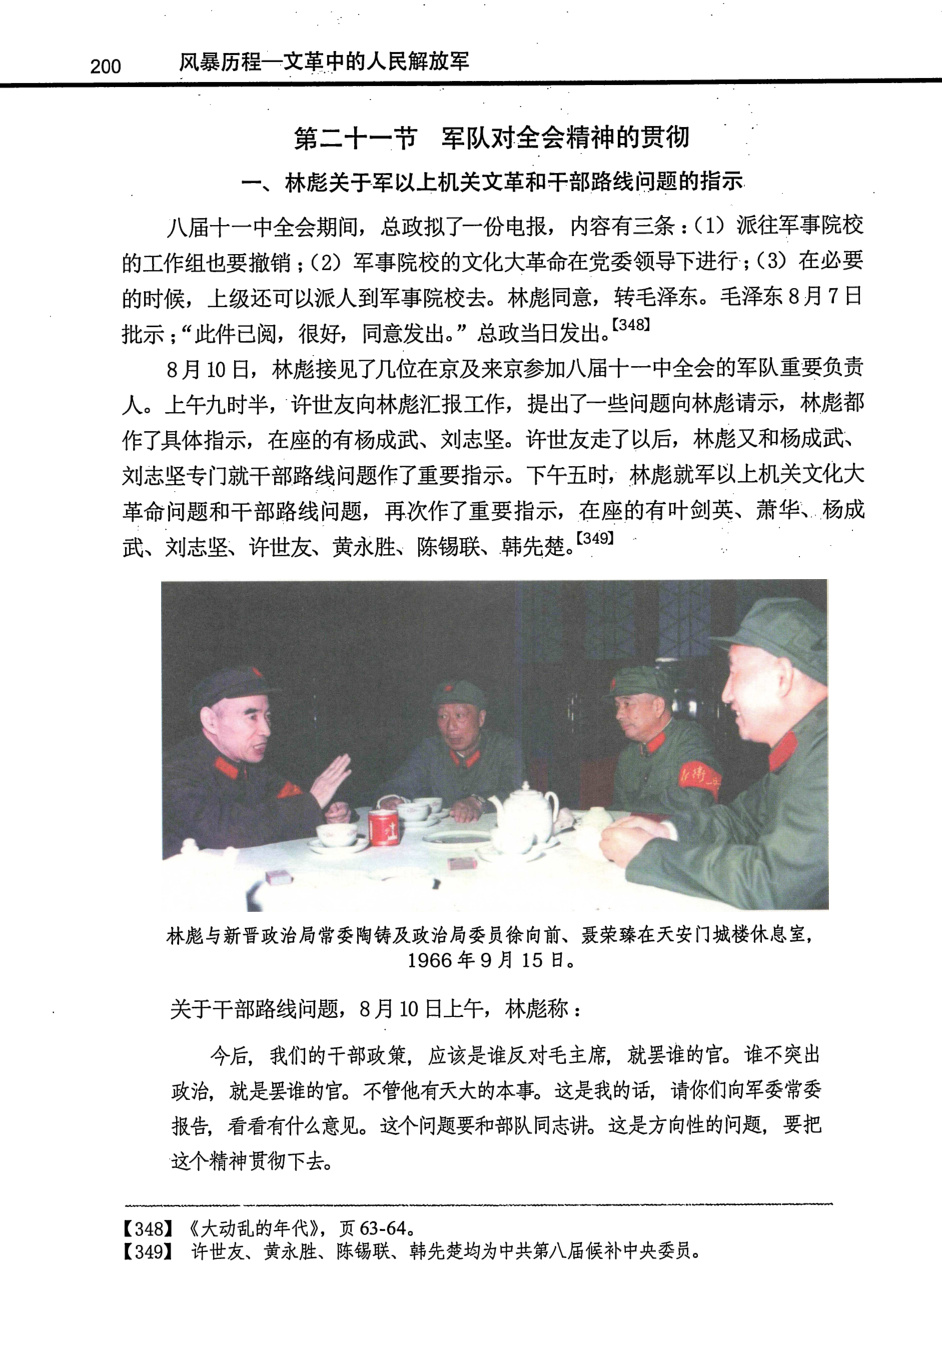 200 风暴历程—文革中的人民解放军
第二十一节 军队对全会精神的贯彻
一、林彪关于军以上机关文革和干部路线问题的指示
八届十一中全会期间，总政拟了一份电报，内容有三条：（1）派往军事院校
的工作组也要撤销；（2）军事院校的文化大革命在党委领导下进行；（3）在必要
的时候，上级还可以派人到军事院校去。林彪同意，转毛泽东。毛泽东8月7日
批示：“此件已阅，很好，同意发出。”总政当日发出。【348】
8月10日，林彪接见了几位在京及来京参加八届十一中全会的军队重要负责
人。上午九时半，许世友向林彪汇报工作，提出了一些问题向林彪请示，林彪都
作了具体指示，在座的有杨成武、刘志坚。许世友走了以后，林彪又和杨成武、
刘志坚专门就干部路线问题作了重要指示。下午五时，林彪就军以上机关文化大
革命问题和干部路线问题，再次作了重要指示，在座的有叶剑英、萧华、杨成
武、刘志坚、许世友、黄永胜、陈锡联、韩先楚。【349】
林彪与新晋政治局常委陶铸及政治局委员徐向前、聂荣臻在天安门城楼休息室，
1966年9月15日。
关于干部路线问题，8月10日上午，林彪称：
今后，我们的干部政策，应该是谁反对毛主席，就罢谁的官。谁不突出
政治，就是罢谁的官。不管他有天大的本事。这是我的话，请你们向军委常委
报告，看看有什么意见。这个问题要和部队同志讲。这是方向性的问题，要把
这个精神贯彻下去。
【348】《大动乱的年代》，页63-64。
【349】 许世友、黄永胜、陈锡联、韩先楚均为中共第八届候补中央委员。